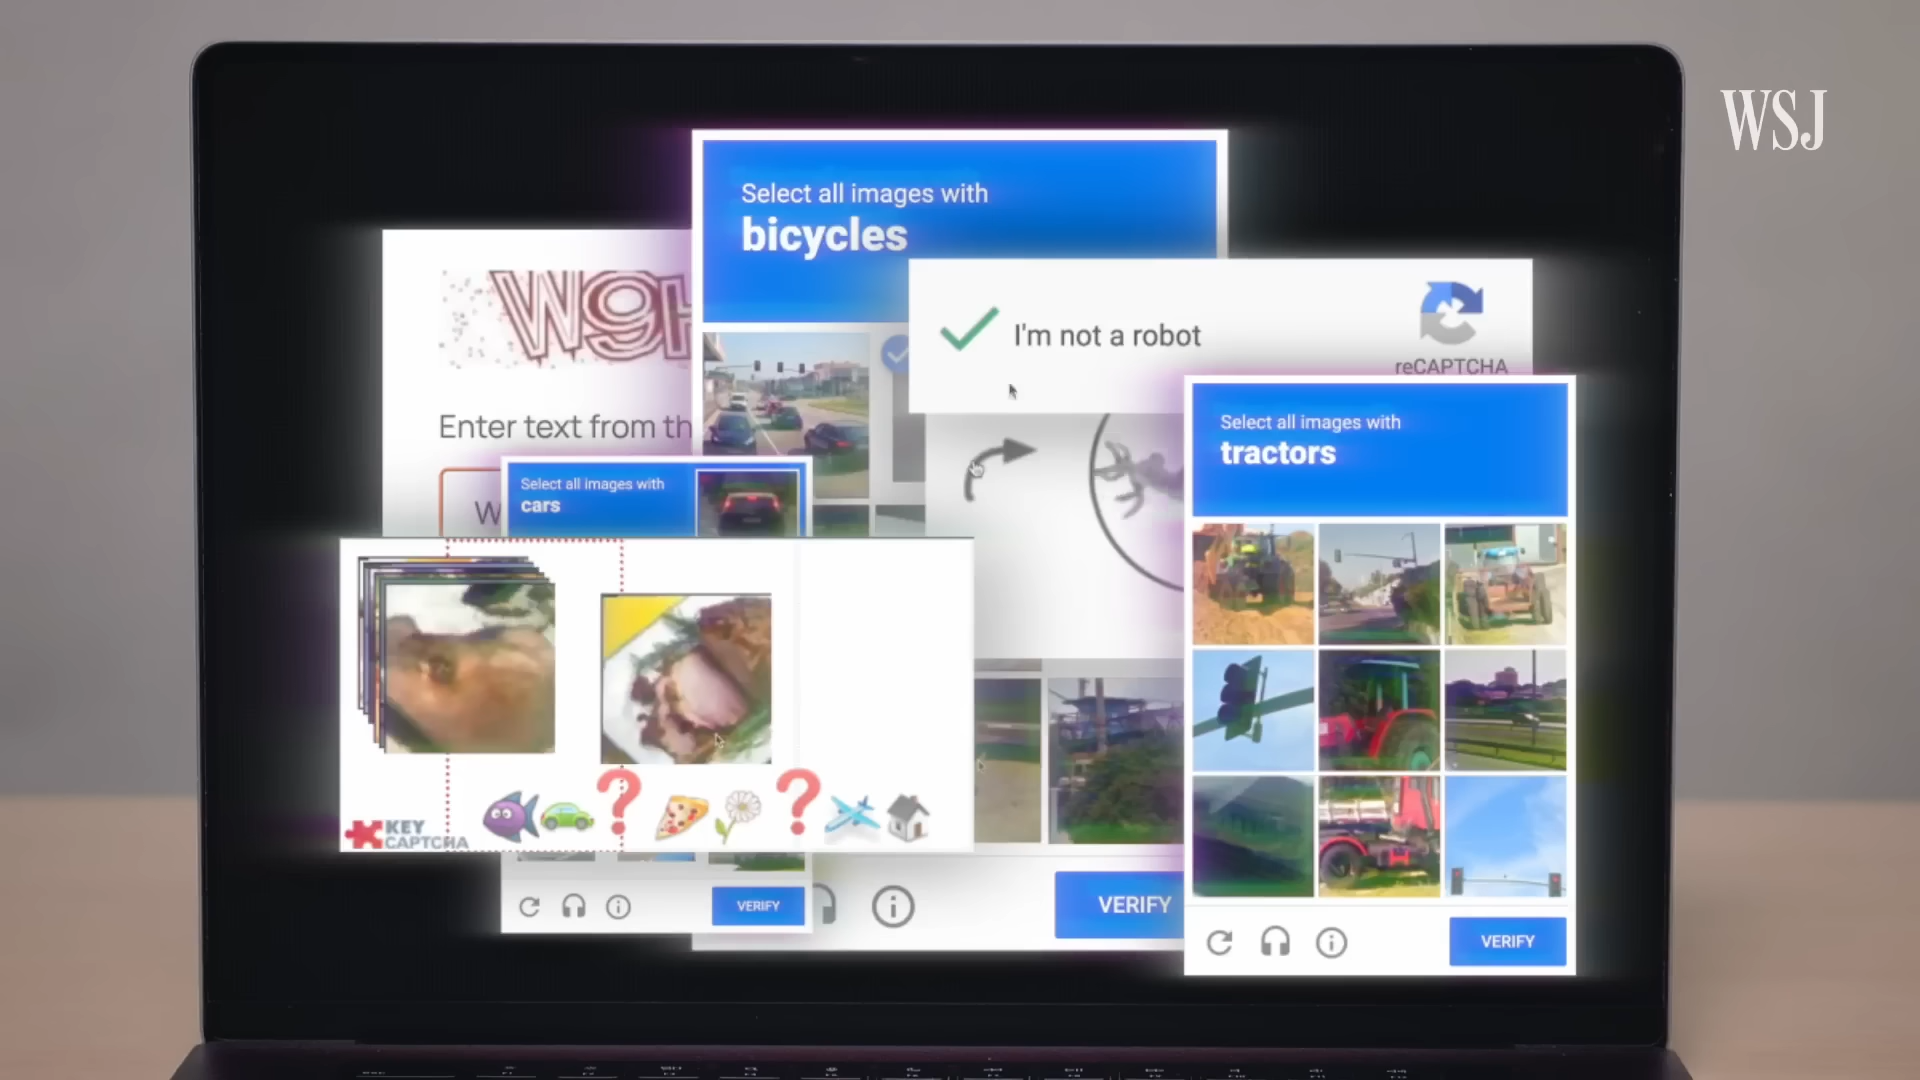 WSJ
Select all images with
bicycles
W9H
I'm not a robot
reCAPTCHA
Enter text from th
Select all images with
tractors
Select all images with
cars
W
? ?
KEY
CAPTCHA
VERIFY
VERIFY
VERIFY